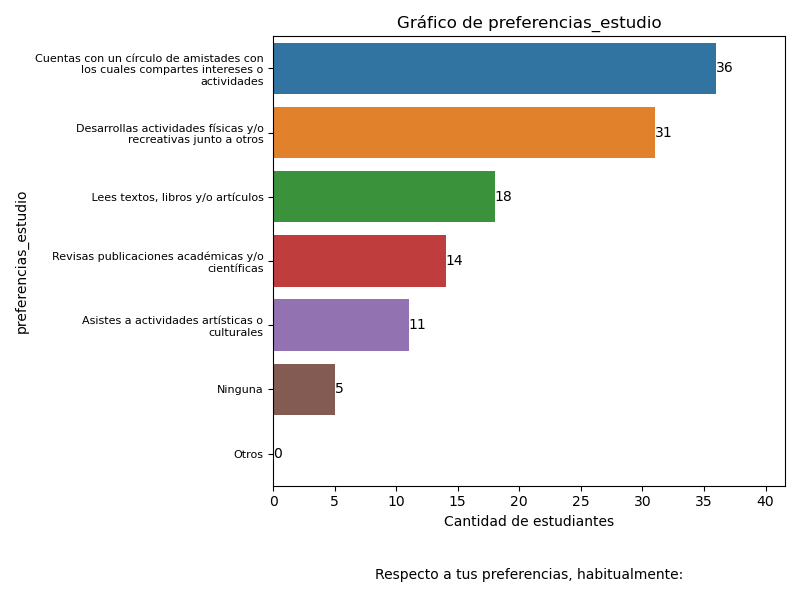 Gráfico de preferencias_estudio
preferencias_estudio
Cuentas con un círculo de amistades con
los cuales compartes intereses o
actividades
36
Desarrollas actividades físicas y/o
recreativas junto a otros
31
Lees textos, libros y/o artículos
18
Revisas publicaciones académicas y/o
científicas
14
Asistes a actividades artísticas o
culturales
11
Ninguna
5
Otros
0
0 5 10 15 20 25 30 35 40
Cantidad de estudiantes
Respecto a tus preferencias, habitualmente: